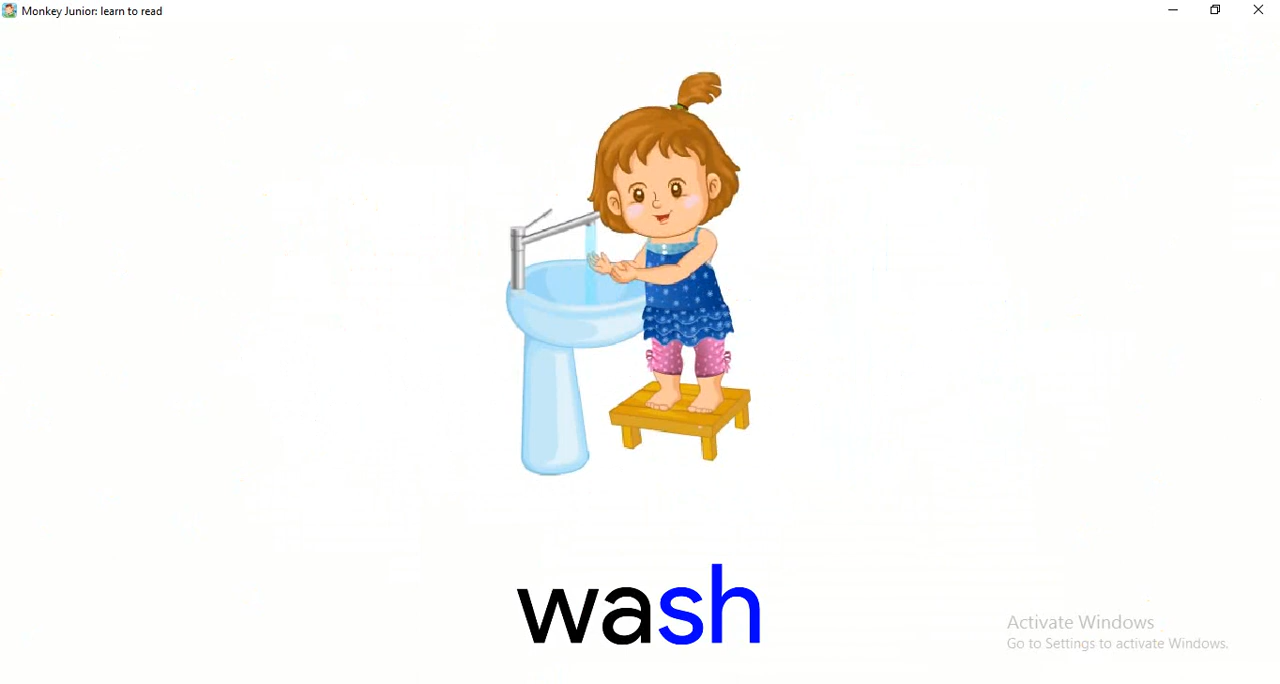 Monkey Junior: learn to read
wash
Activate Windows
Go to Settings to activate Windows.